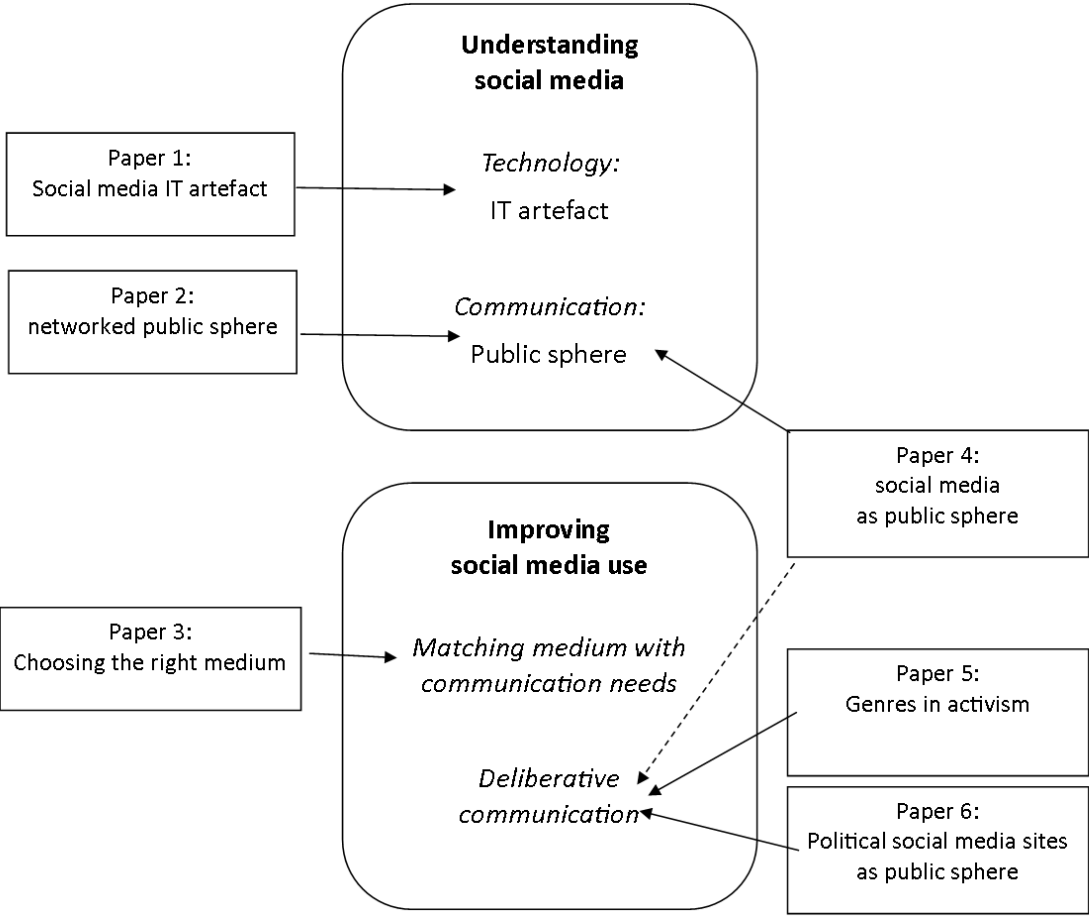 Understanding
social media
Paper 1:
Social media IT artefact
Technology:
IT artefact
Paper 2:
networked public sphere
Communication:
Public sphere
Paper 4:
social media
as public sphere
Improving
social media use
Paper 3:
Choosing the right medium
Matching medium with
communication needs
Paper 5:
Genres in activism
Deliberative
communication
Paper 6:
Political social media sites
as public sphere